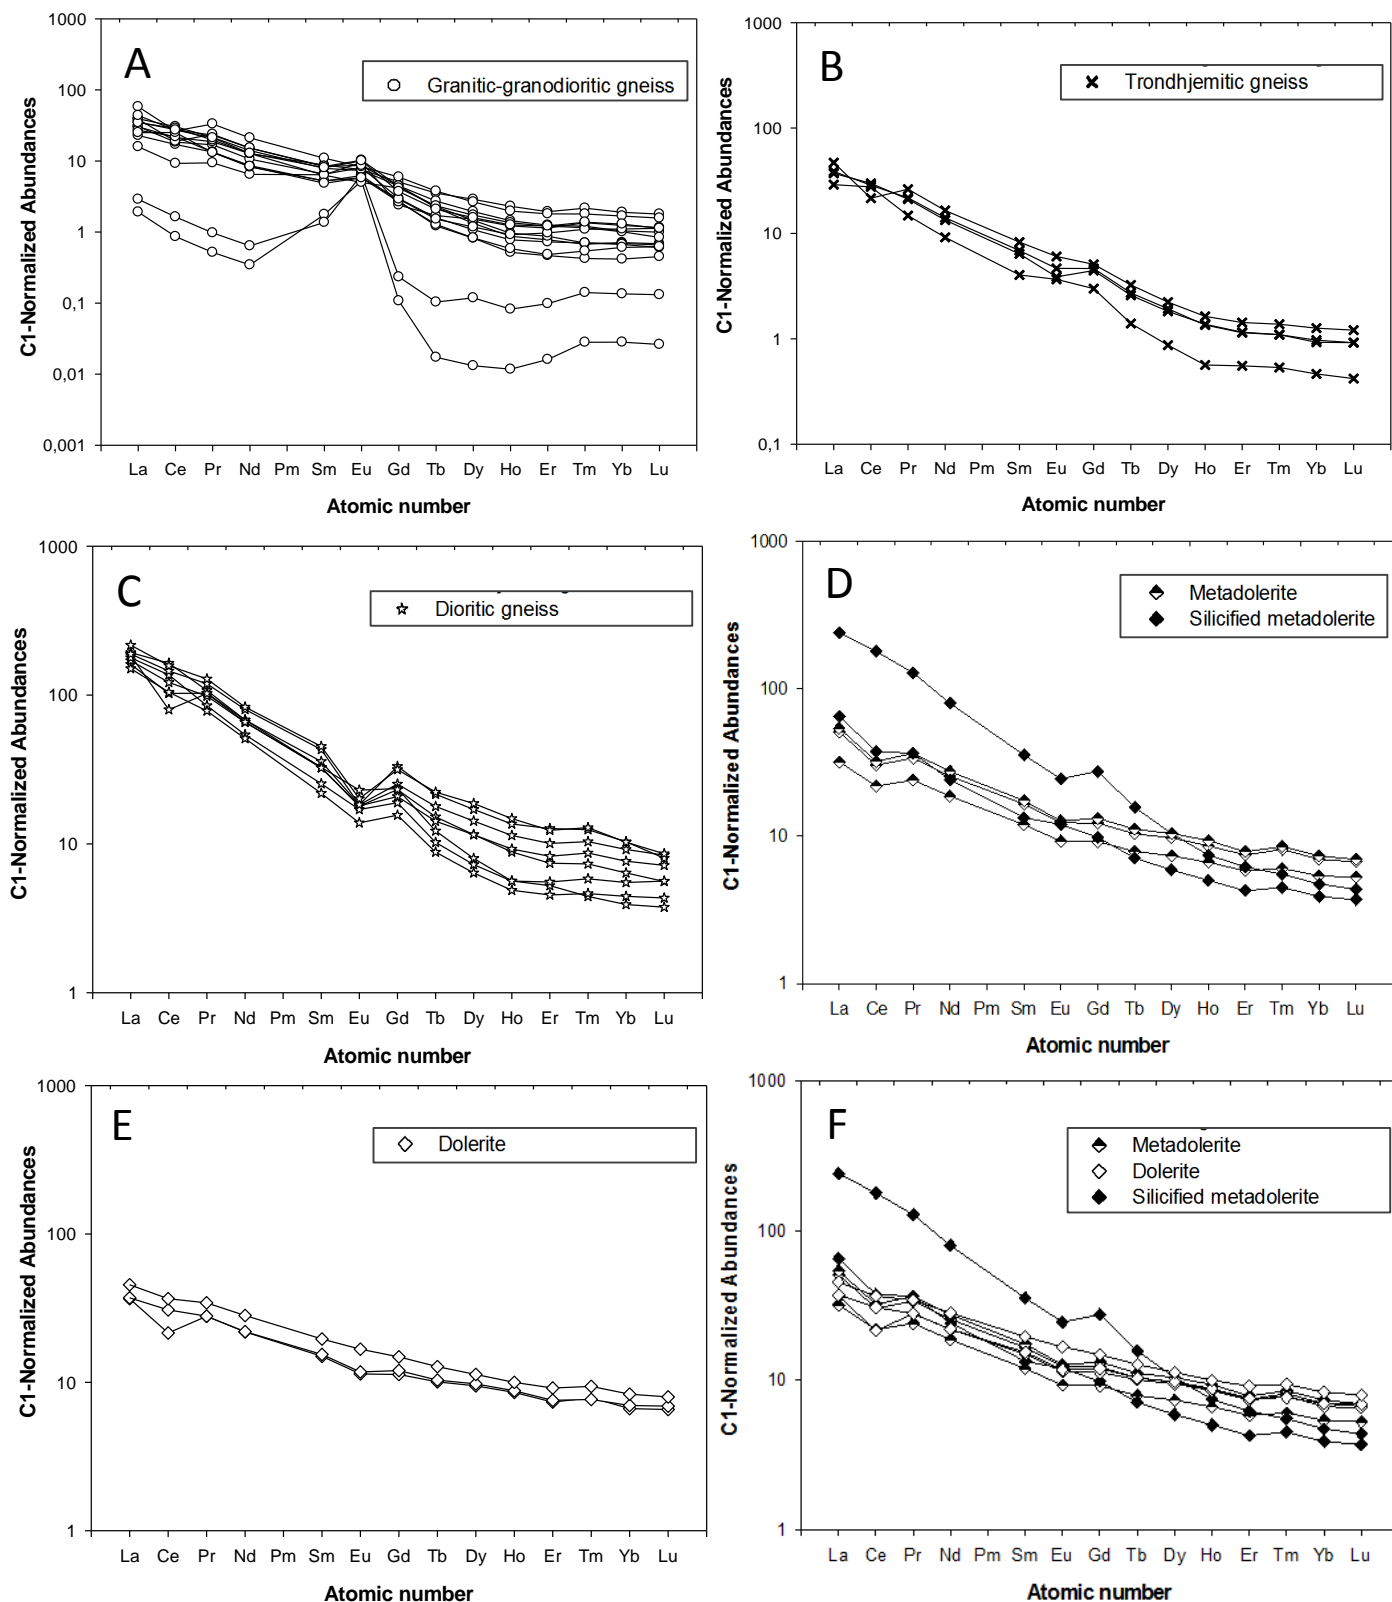 A
Granitic-granodioritic gneiss
C1-Normalized Abundances
1000
100
10
1
0,1
0,01
0,001
La Ce Pr Nd Pm Sm Eu Gd Tb Dy Ho Er Tm Yb Lu
Atomic number
B
Trondhjemitic gneiss
C1-Normalized Abundances
1000
100
10
1
0,1
La Ce Pr Nd Pm Sm Eu Gd Tb Dy Ho Er Tm Yb Lu
Atomic number
C
Dioritic gneiss
C1-Normalized Abundances
1000
100
10
1
La Ce Pr Nd Pm Sm Eu Gd Tb Dy Ho Er Tm Yb Lu
Atomic number
D
Metadolerite
Silicified metadolerite
C1-Normalized Abundances
1000
100
10
1
La Ce Pr Nd Pm Sm Eu Gd Tb Dy Ho Er Tm Yb Lu
Atomic number
E
Dolerite
C1-Normalized Abundances
1000
100
10
1
La Ce Pr Nd Pm Sm Eu Gd Tb Dy Ho Er Tm Yb Lu
Atomic number
F
Metadolerite
Dolerite
Silicified metadolerite
C1-Normalized Abundances
1000
100
10
1
La Ce Pr Nd Pm Sm Eu Gd Tb Dy Ho Er Tm Yb Lu
Atomic number